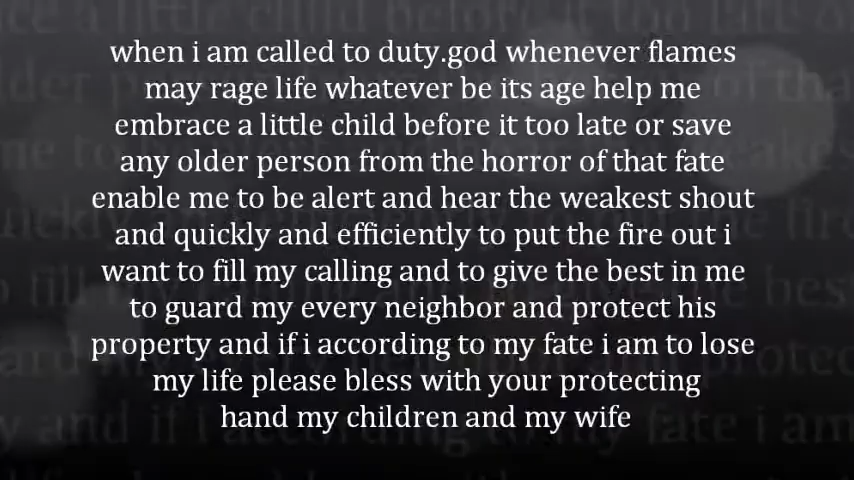 when i am called to duty.god whenever flames
may rage life whatever be its age help me
embrace a little child before it too late or save
any older person from the horror of that fate
enable me to be alert and hear the weakest shout
and quickly and efficiently to put the fire out i
want to fill my calling and to give the best in me
to guard my every neighbor and protect his
property and if i according to my fate i am to lose
my life please bless with your protecting
hand my children and my wife